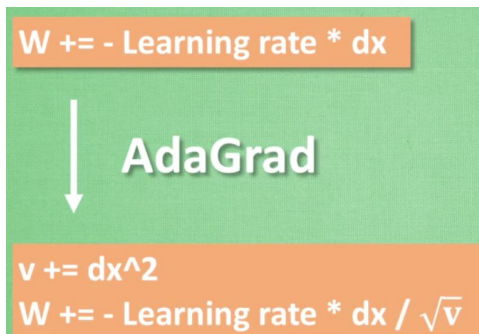 W += - Learning rate * dx
AdaGrad
v += dx^2
W += - Learning rate * dx / √v